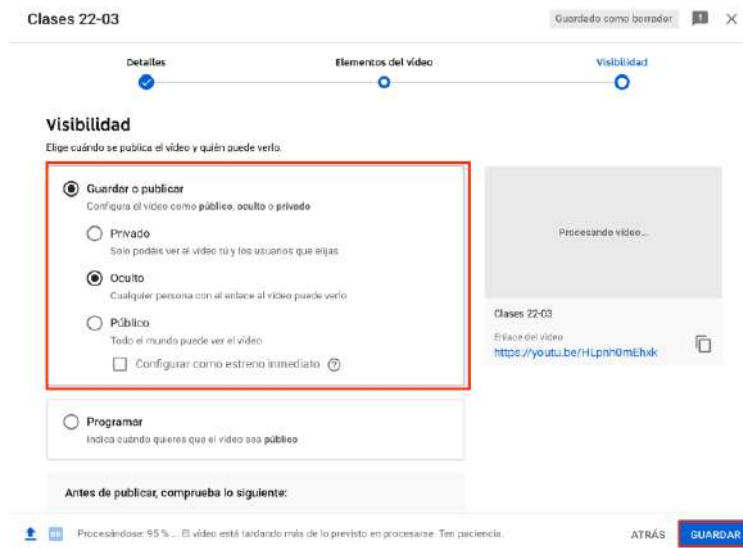 Clases 22-03
Guardado como borrador
Detalles
Elementos del vídeo
Visibilidad
Visibilidad
Elige cuándo se publica el vídeo y quién puede verlo.
Guardar o publicar
Configura el vídeo como público, oculto o privado
Privado
Solo podéis ver el vídeo tú y los usuarios que elijas
Oculto
Cualquier persona con el enlace al vídeo puede verlo
Público
Todo el mundo puede ver el vídeo
Configurar como estreno inmediato
Programar
Indica cuándo quieres que el vídeo sea público
Antes de publicar, comprueba lo siguiente:
Procesando vídeo...
Clases 22-03
Enlace del vídeo
https://youtu.be/HLpnh0mEhxk
Procesándose: 95 % ... El vídeo está tardando más de lo previsto en procesarse. Ten paciencia.
ATRÁS
GUARDAR